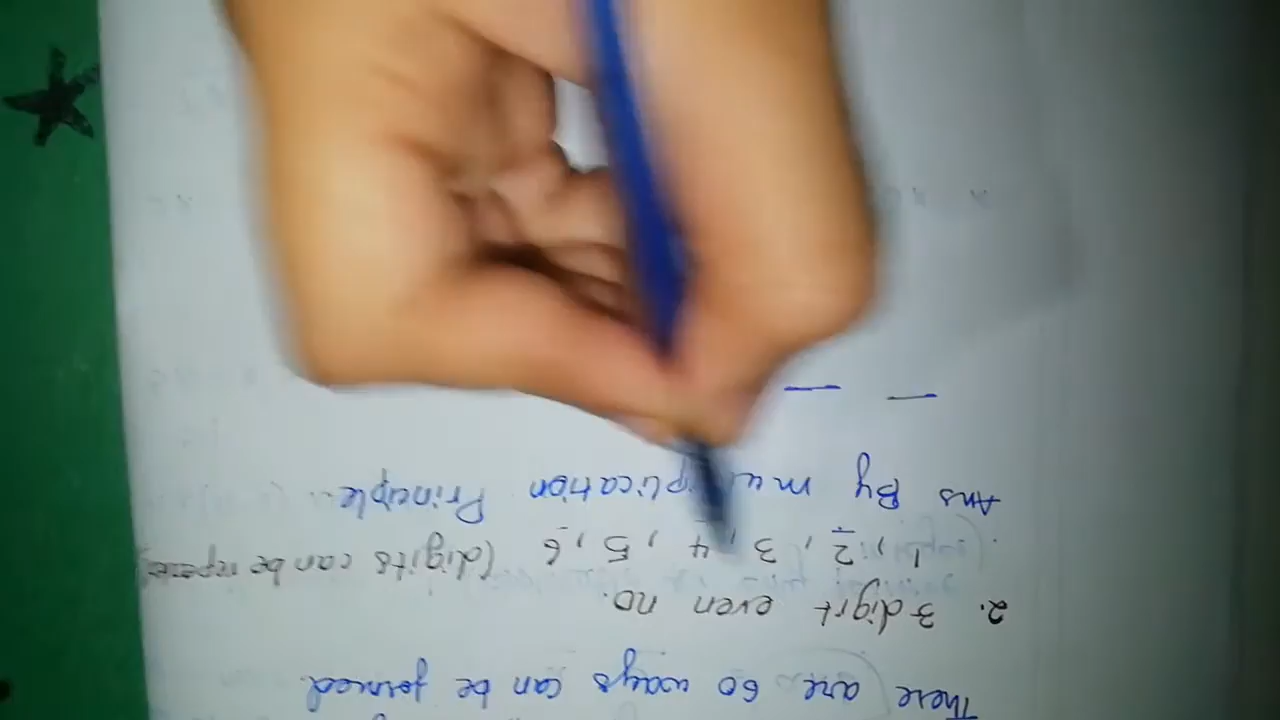 There are 60 ways can be formed
2. 3 digit even no.
1, 2, 3, 4, 5, 6 (digits can be
Ans By multiplication Principle.